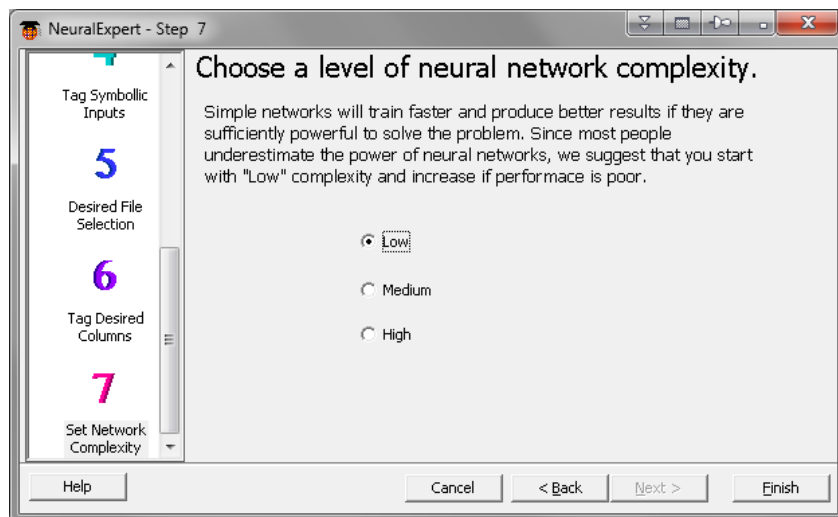 NeuralExpert - Step 7
4
Tag Symbollic
Inputs
5
Desired File
Selection
6
Tag Desired
Columns
7
Set Network
Complexity
Choose a level of neural network complexity.
Simple networks will train faster and produce better results if they are
sufficiently powerful to solve the problem. Since most people
underestimate the power of neural networks, we suggest that you start
with "Low" complexity and increase if performace is poor.
Low
Medium
High
Help
Cancel
< Back
Next >
Finish